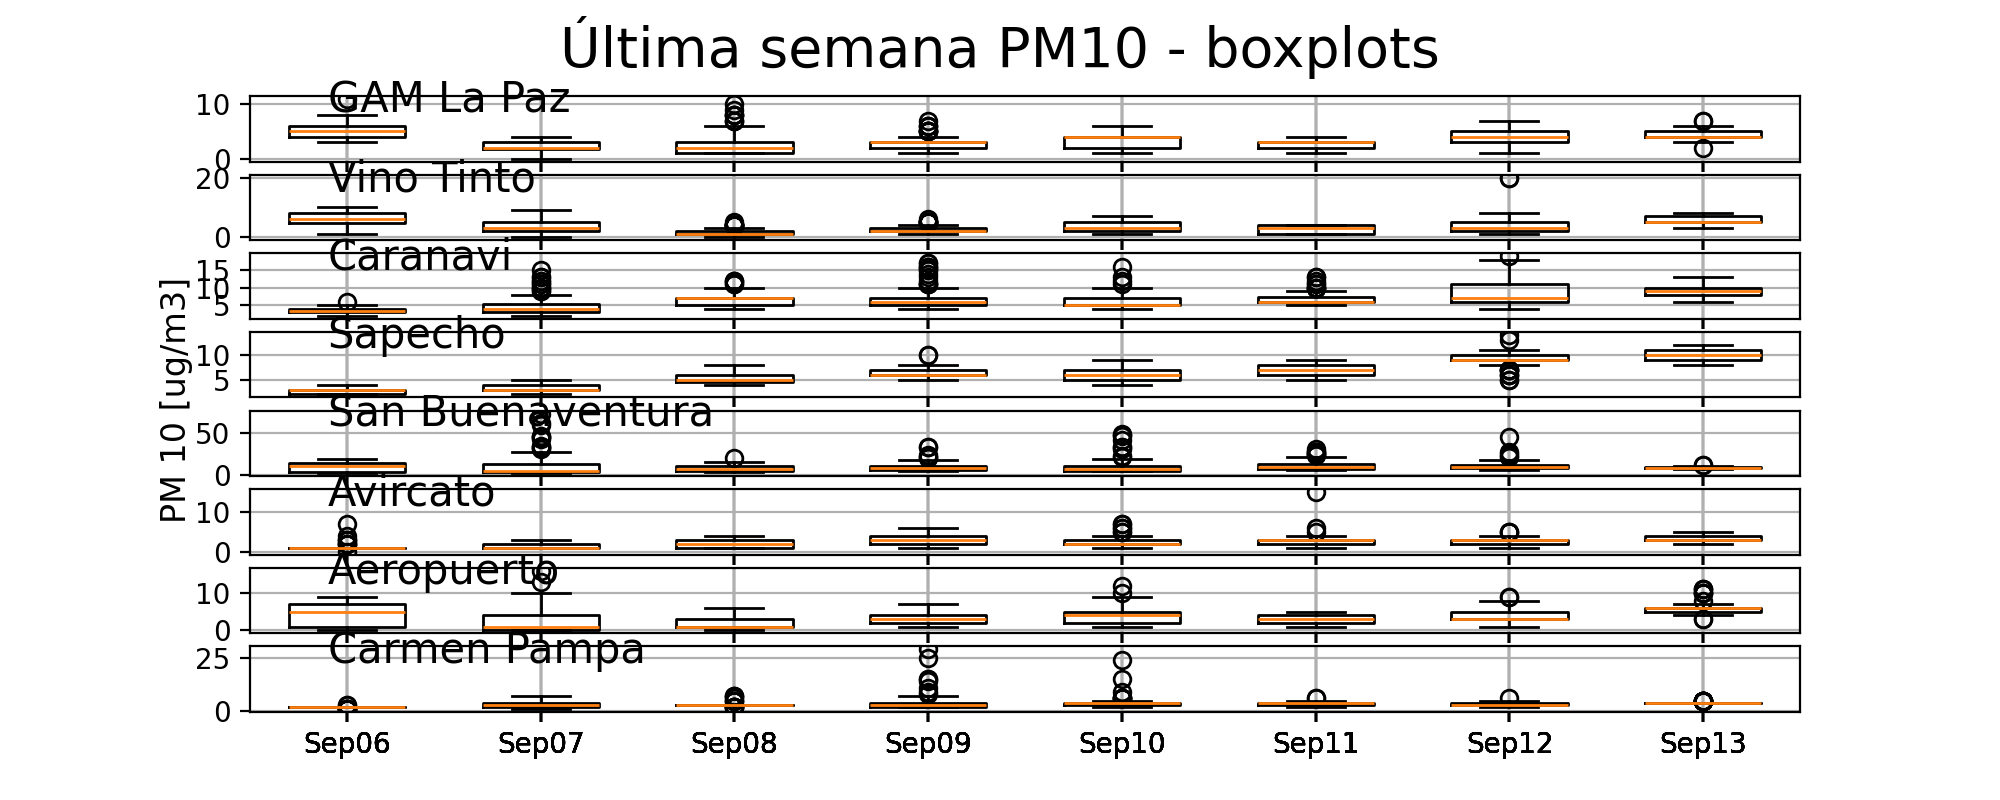 Última semana PM10 - boxplots
PM 10 [ug/m3]
GAM La Paz
10
0
Vino Tinto
20
0
Caranavi
15
10
5
Sapecho
10
5
San Buenaventura
50
0
Avircato
10
0
Aeropuerto
10
0
Carmen Pampa
25
0
Sep06 Sep07 Sep08 Sep09 Sep10 Sep11 Sep12 Sep13